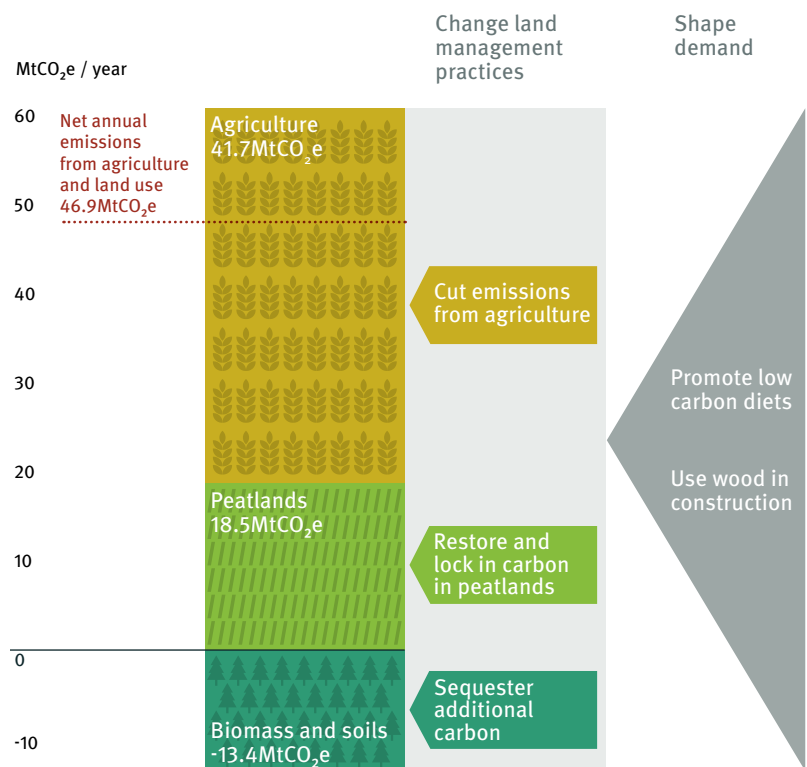 Change land
management
practices
Shape
demand
MtCO₂e / year
60
50
40
30
20
10
0
-10
Net annual
emissions
from agriculture
and land use
46.9MtCO₂e
Agriculture
41.7MtCO₂e
Peatlands
18.5MtCO₂e
Biomass and soils
-13.4MtCO₂e
Cut emissions
from agriculture
Restore and
lock in carbon
in peatlands
Sequester
additional
carbon
Promote low
carbon diets
Use wood in
construction